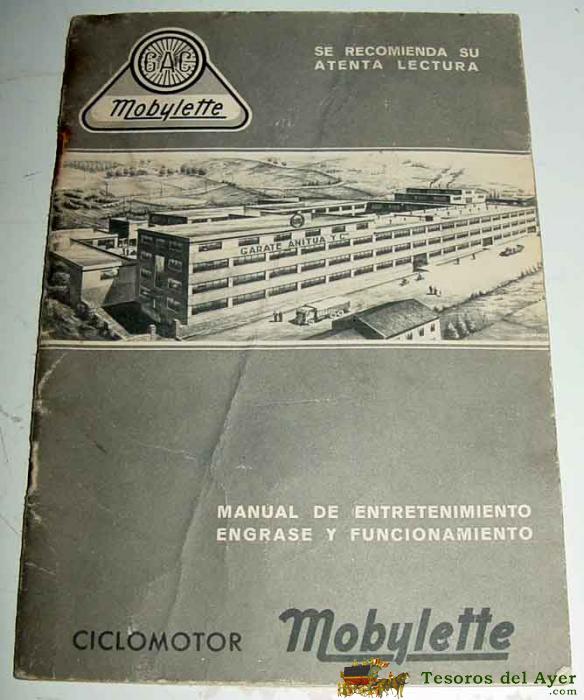 GAC
Mobylette
SE RECOMIENDA SU
ATENTA LECTURA
GARATE ANITUA Y C
MANUAL DE ENTRETENIMIENTO
ENGRASE Y FUNCIONAMIENTO
CICLOMOTOR Mobylette
Tesoros del Ayer
.com